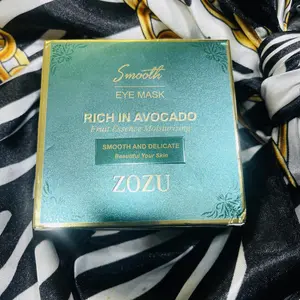 Smooth
EYE MASK
RICH IN AVOCADO
Fruit Essence Moisturizing
SMOOTH AND DELICATE
Beautiful Your Skin
ZOZU